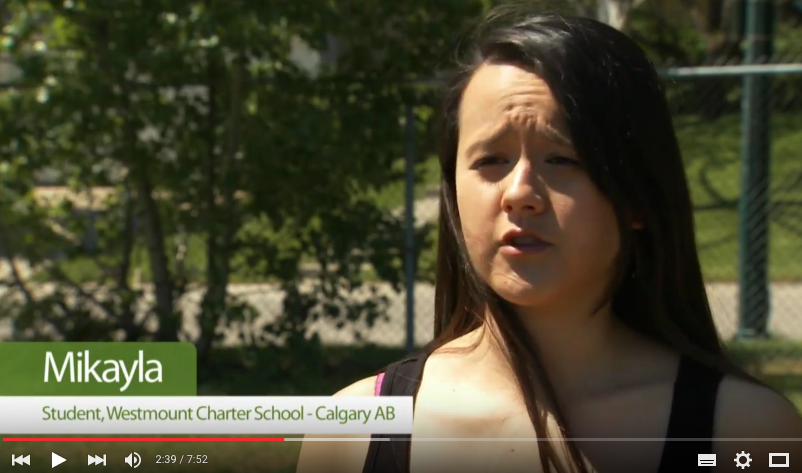 Mikayla
Student, Westmount Charter School - Calgary AB
2:39 / 7:52